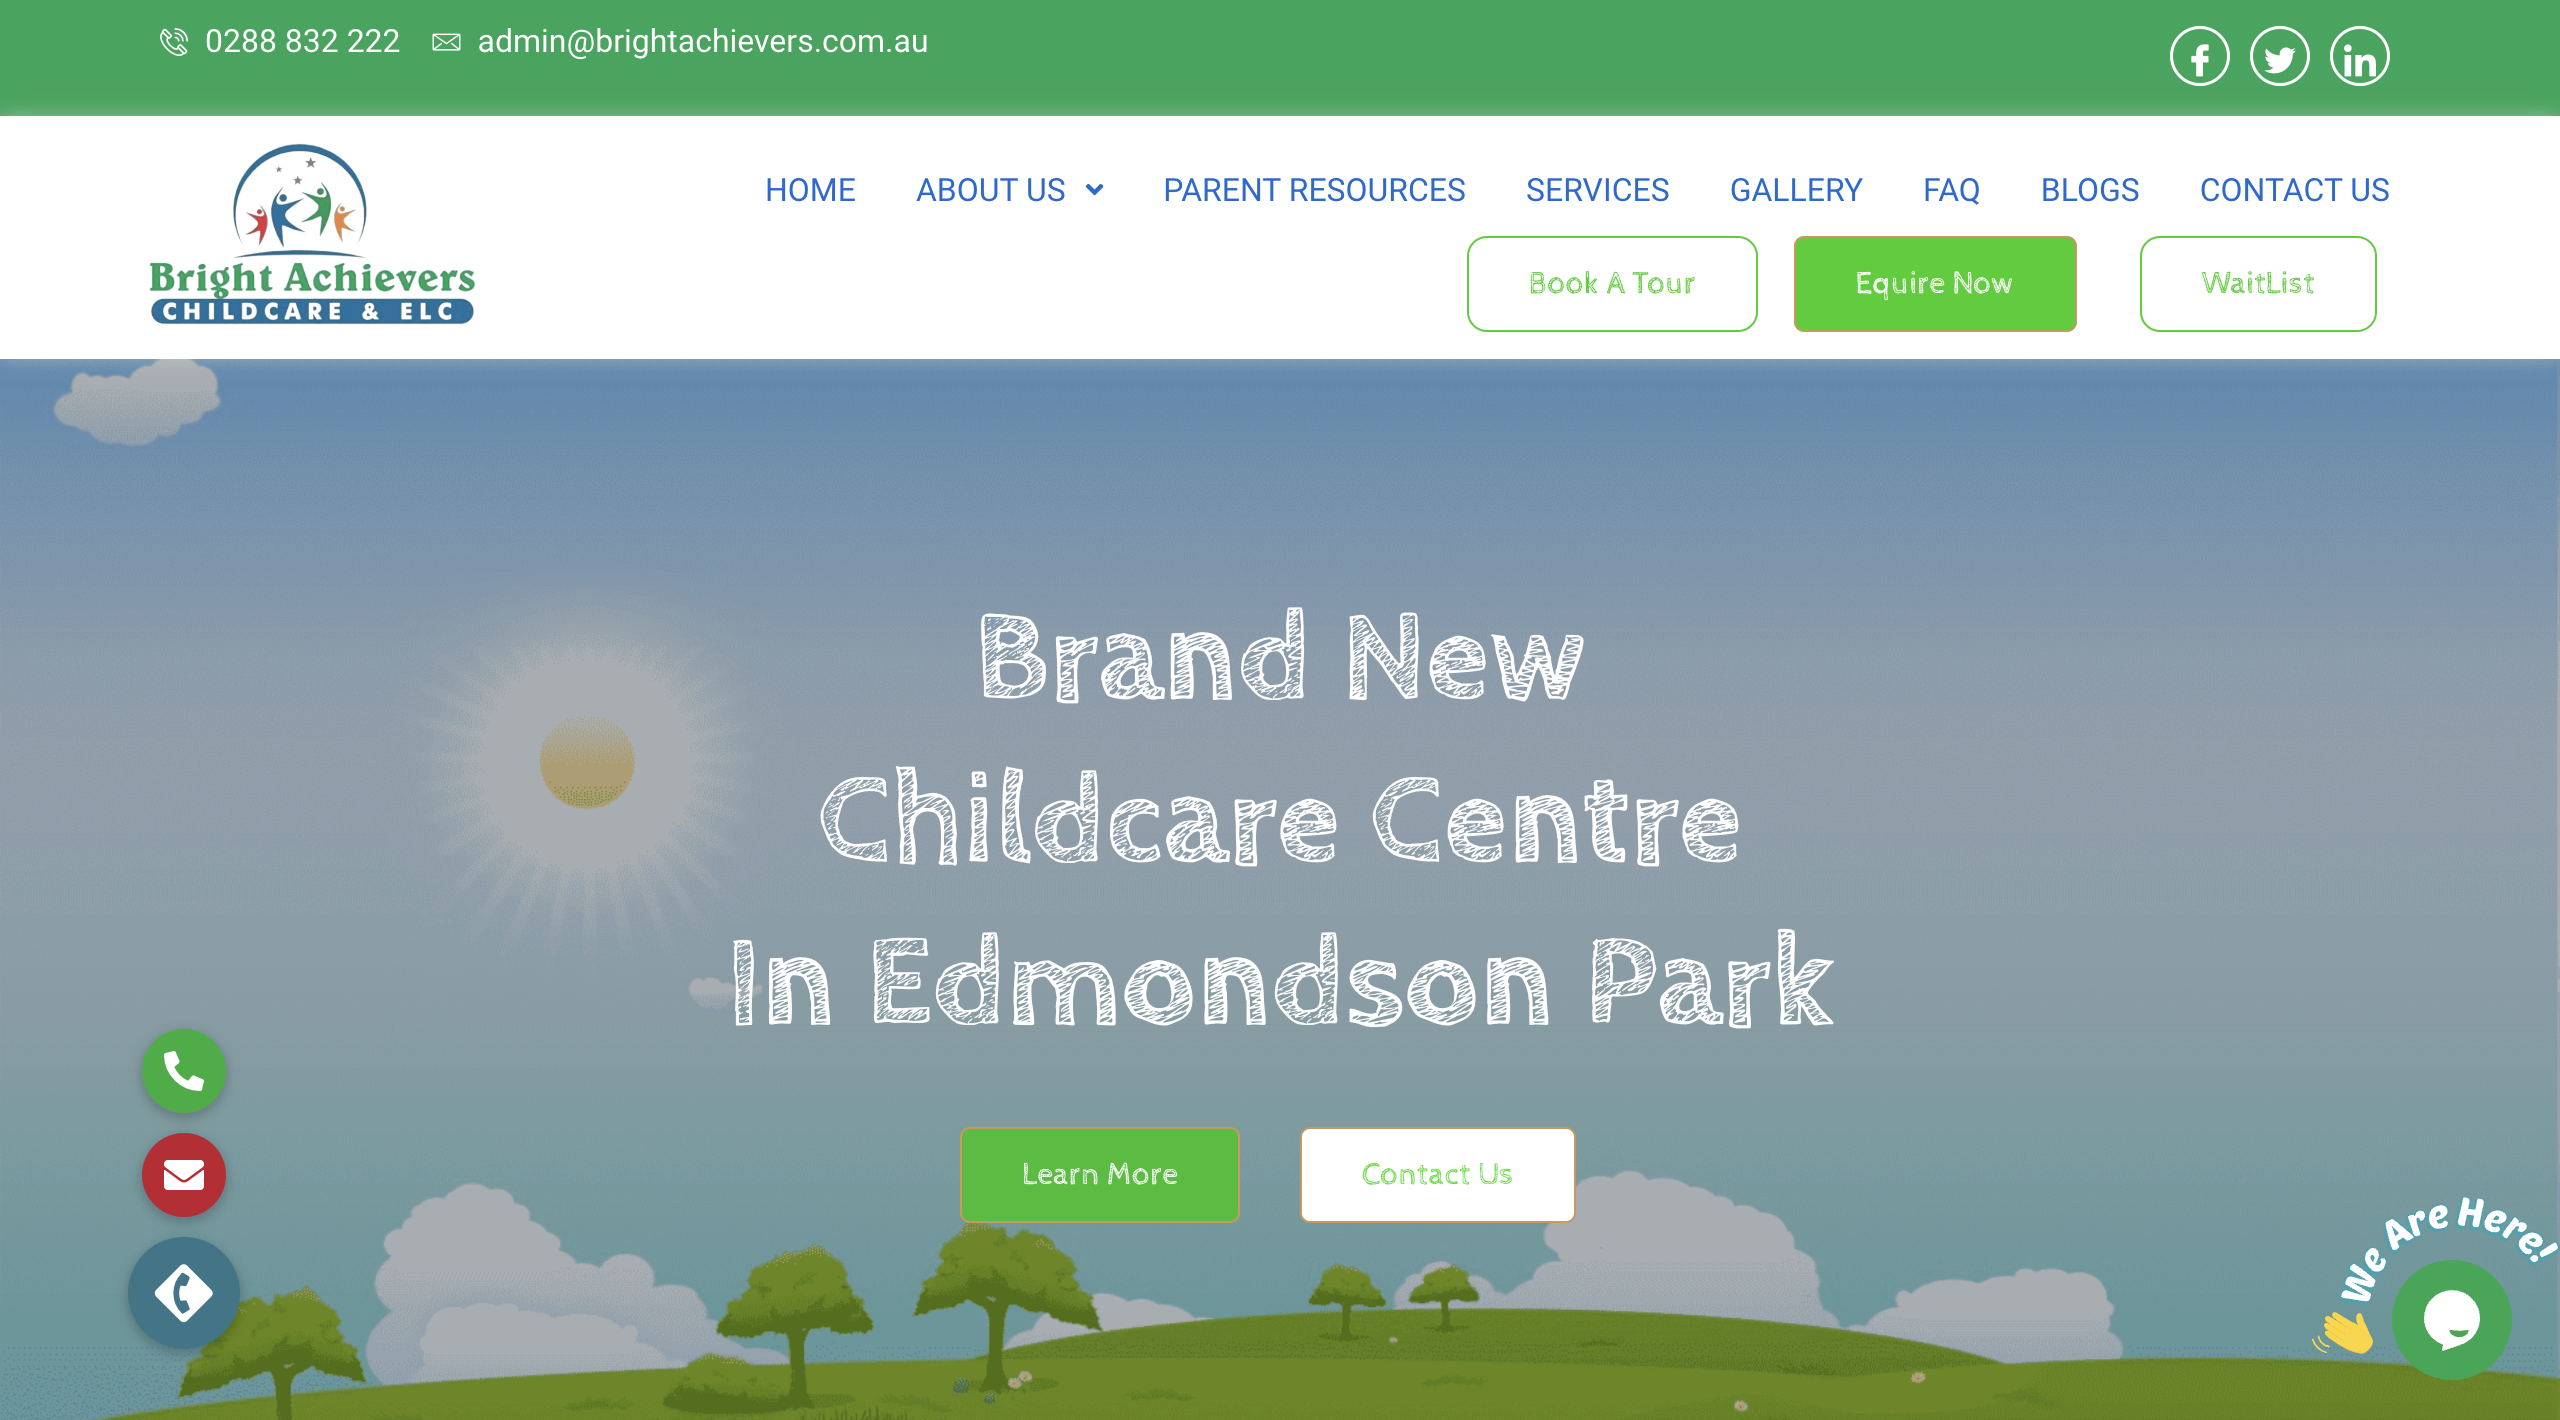 0288 832 222 admin@brightachievers.com.au
Bright Achievers
CHILDCARE & ELC
HOME ABOUT US PARENT RESOURCES SERVICES GALLERY FAQ BLOGS CONTACT US
Book A Tour Equire Now WaitList
Brand New
Childcare Centre
In Edmondson Park
Learn More Contact Us
We Are Here!